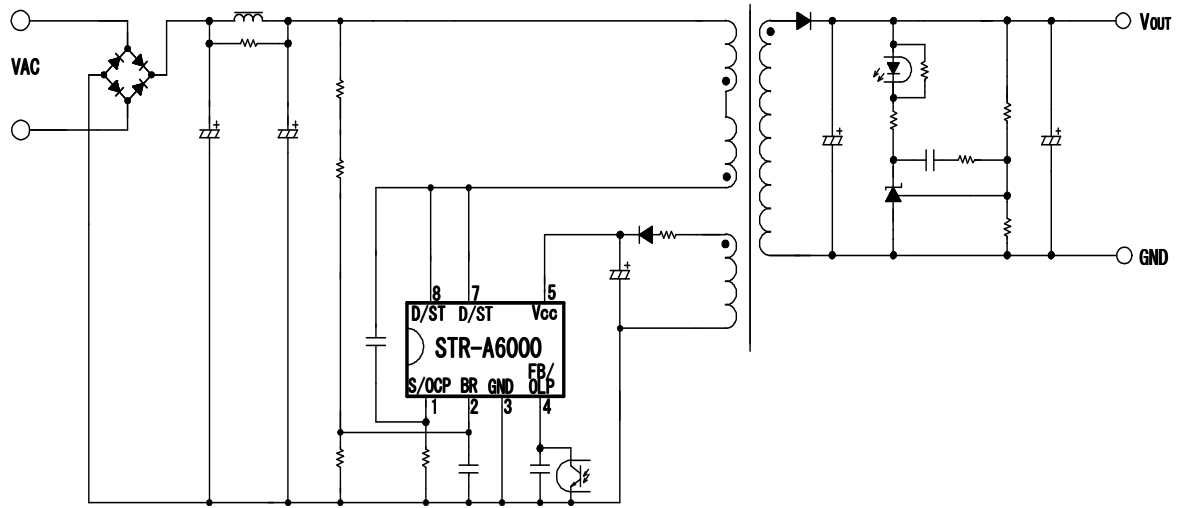 VOUT
VAC
GND
8 7 5
D/ST D/ST Vcc
STR-A6000
FB/
S/OCP BR GND OLP
1 2 3 4